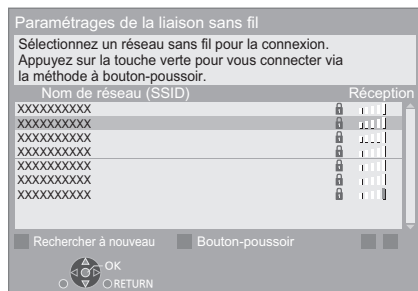 Paramétrages de la liaison sans fil
Sélectionnez un réseau sans fil pour la connexion.
Appuyez sur la touche verte pour vous connecter via
la méthode à bouton-poussoir.
Nom de réseau (SSID) Réception
XXXXXXXXXX
XXXXXXXXXX
XXXXXXXXXX
XXXXXXXXXX
XXXXXXXXXX
XXXXXXXXXX
XXXXXXXXXX
Rechercher à nouveau Bouton-poussoir
OK
RETURN